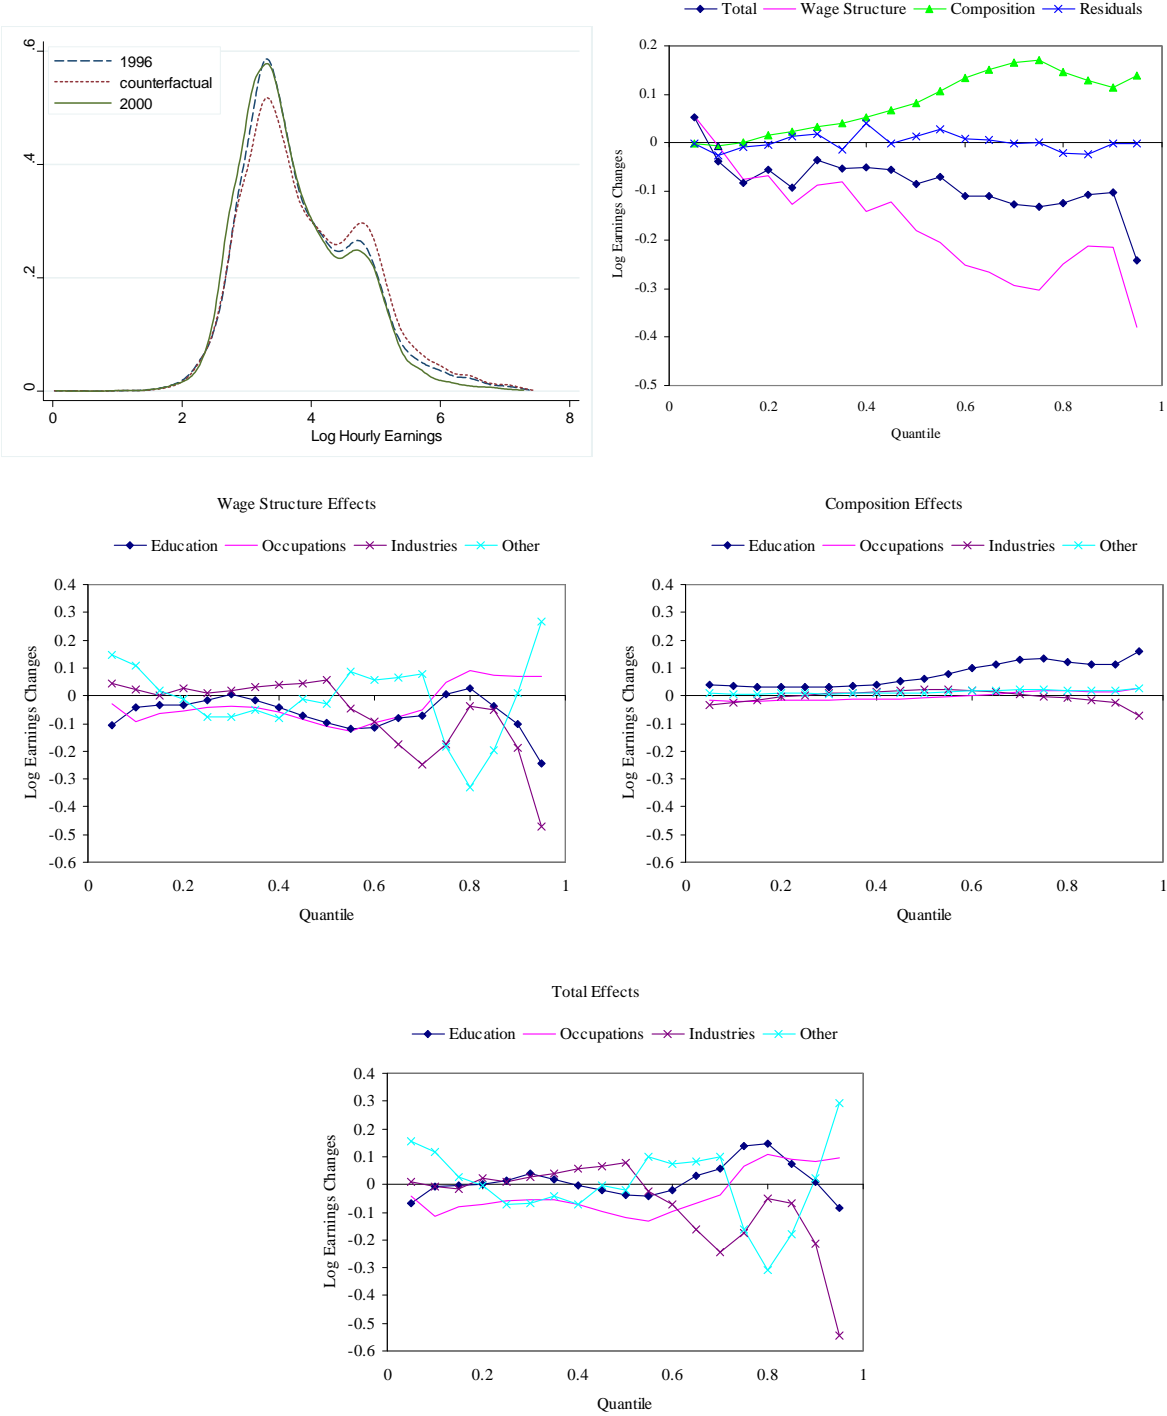 Total Wage Structure Composition Residuals
.6
.4
.2
0
1996
counterfactual
2000
0 2 4 6 8
Log Hourly Earnings
Log Earnings Changes
0.2
0.1
0
-0.1
-0.2
-0.3
-0.4
-0.5
0 0.2 0.4 0.6 0.8 1
Quantile
Wage Structure Effects
Education Occupations Industries Other
Log Earnings Changes
0.4
0.3
0.2
0.1
0
-0.1
-0.2
-0.3
-0.4
-0.5
-0.6
0 0.2 0.4 0.6 0.8 1
Quantile
Composition Effects
Education Occupations Industries Other
Log Earnings Changes
0.4
0.3
0.2
0.1
0
-0.1
-0.2
-0.3
-0.4
-0.5
-0.6
0 0.2 0.4 0.6 0.8 1
Quantile
Total Effects
Education Occupations Industries Other
Log Earnings Changes
0.4
0.3
0.2
0.1
0
-0.1
-0.2
-0.3
-0.4
-0.5
-0.6
0 0.2 0.4 0.6 0.8 1
Quantile